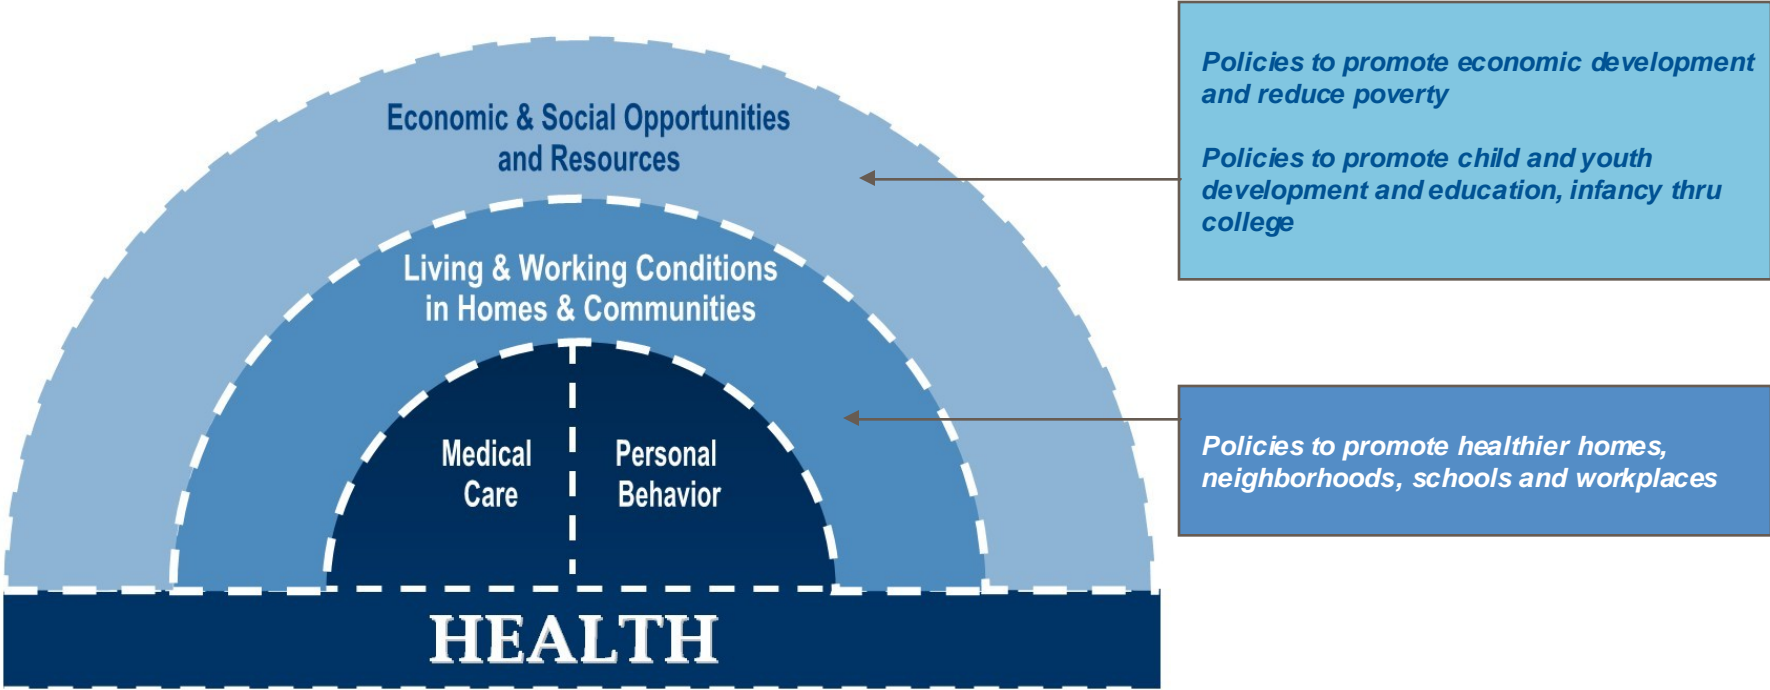 Economic & Social Opportunities
and Resources
Living & Working Conditions
in Homes & Communities
Medical
Care
Personal
Behavior
HEALTH
Policies to promote economic development
and reduce poverty
Policies to promote child and youth
development and education, infancy thru
college
Policies to promote healthier homes,
neighborhoods, schools and workplaces